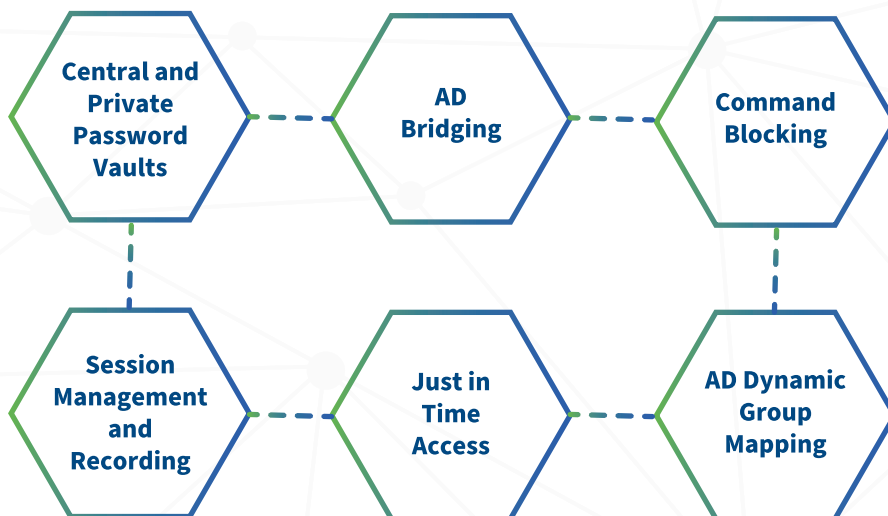 Central and
Private
Password
Vaults
AD
Bridging
Command
Blocking
Session
Management
and
Recording
Just in
Time
Access
AD Dynamic
Group
Mapping